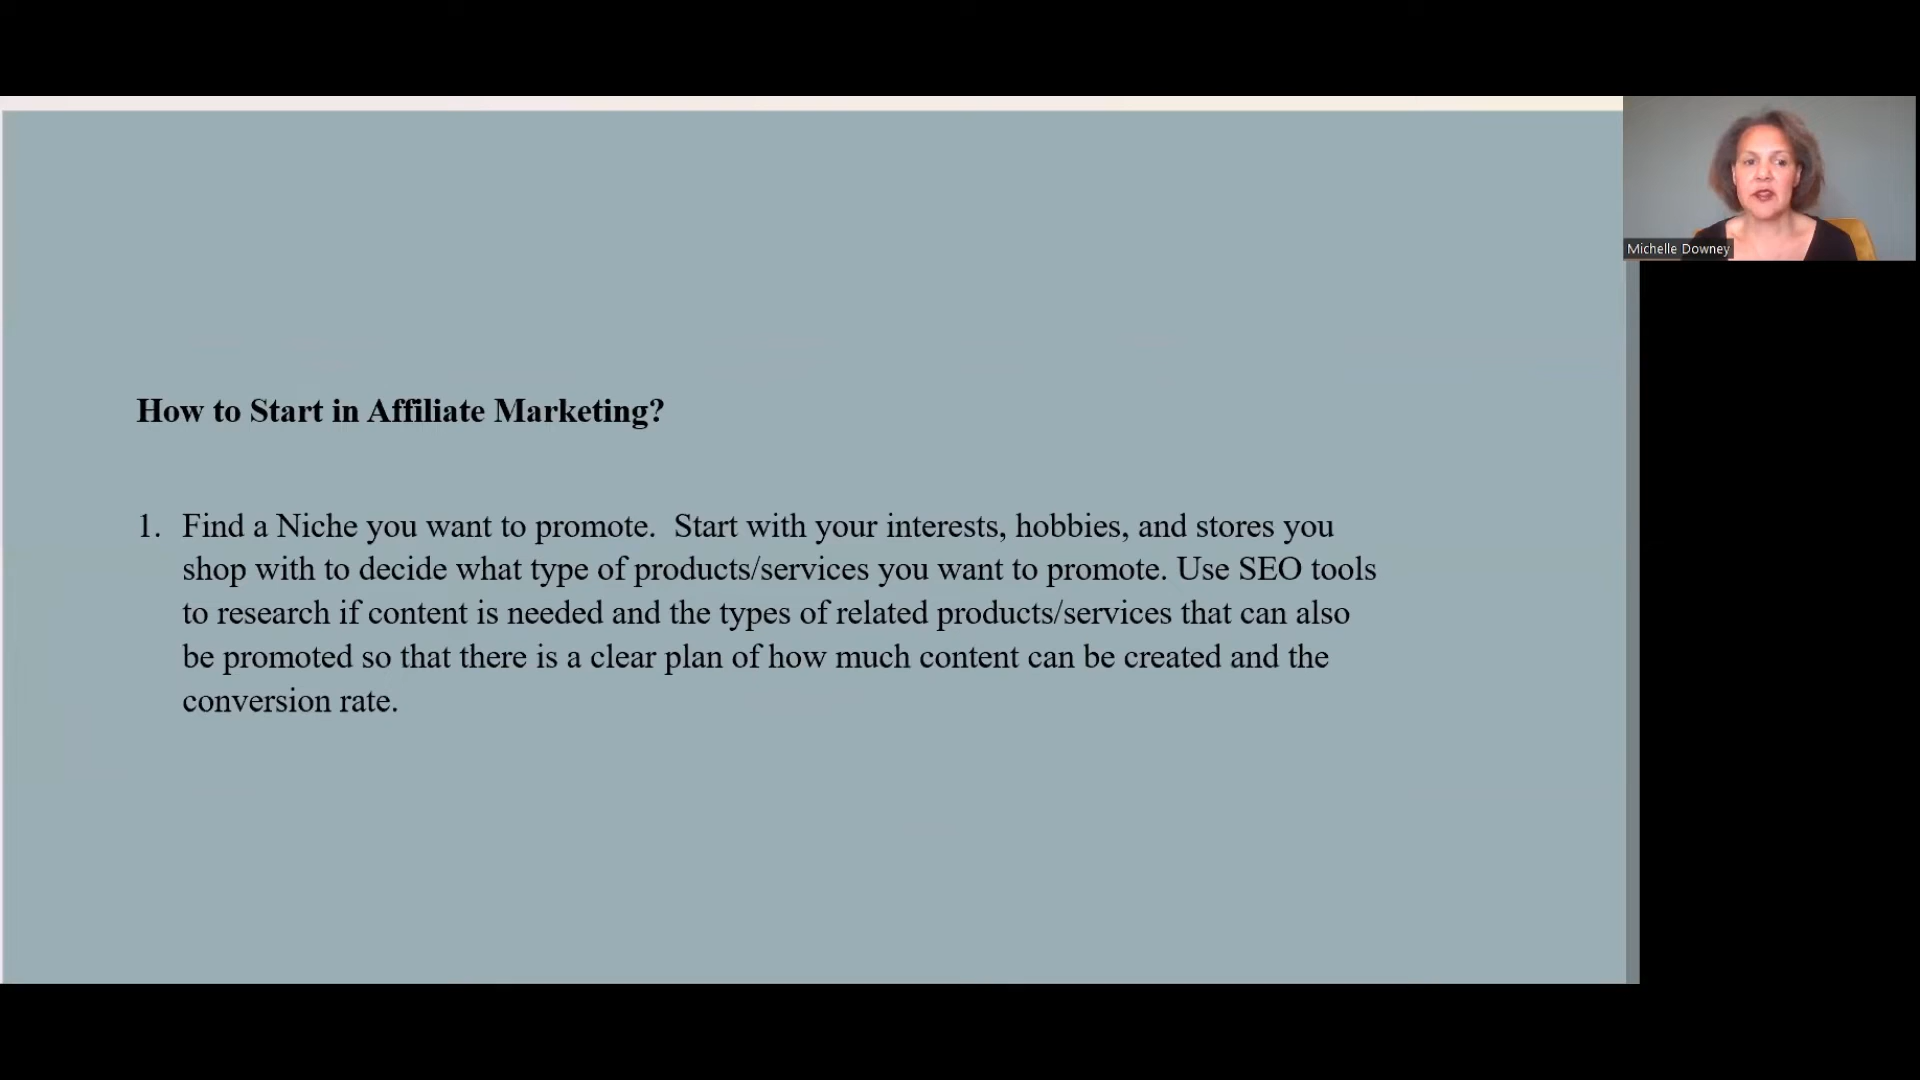 How to Start in Affiliate Marketing?
1. Find a Niche you want to promote.  Start with your interests, hobbies, and stores you
shop with to decide what type of products/services you want to promote. Use SEO tools
to research if content is needed and the types of related products/services that can also
be promoted so that there is a clear plan of how much content can be created and the
conversion rate.
Michelle Downey